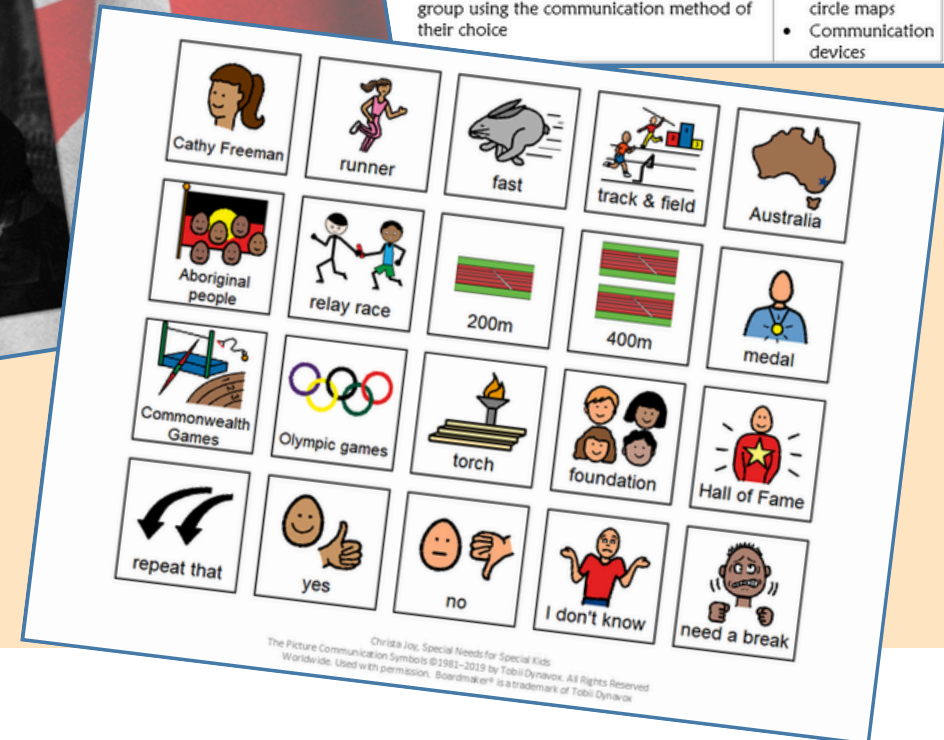 group using the communication method of
their choice
circle maps
• Communication
devices
Cathy Freeman
runner
fast
track & field
Australia
Aboriginal
people
relay race
200m
400m
medal
Commonwealth
Games
Olympic games
torch
foundation
Hall of Fame
repeat that
yes
no
I don't know
need a break
Christa Joy, Special Needs for Special Kids
The Picture Communication Symbols ©1981–2019 by Tobii Dynavox. All Rights Reserved
Worldwide. Used with permission. Boardmaker® is a trademark of Tobii Dynavox